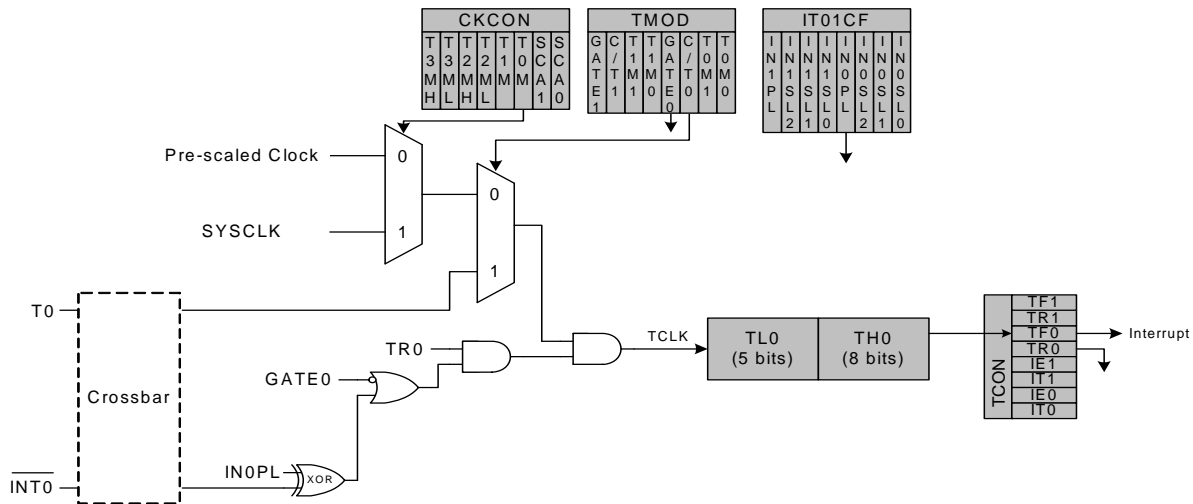 CKCON
T3MH T3ML T2MH T2ML T1M T0M SCA1 SCA0
TMOD
GATE1 C/T1 T1M1 T1M0 GATE0 C/T0 T0M1 T0M0
IT01CF
IN1PL IN1SL2 IN1SL1 IN1SL0 IN0PL IN0SL2 IN0SL1 IN0SL0
Pre-scaled Clock
0
SYSCLK
1
0
1
T0
Crossbar
INT0
TR0
GATE0
IN0PL
XOR
TCLK
TL0
(5 bits)
TH0
(8 bits)
TCON
TF1
TR1
TF0
TR0
IE1
IT1
IE0
IT0
Interrupt